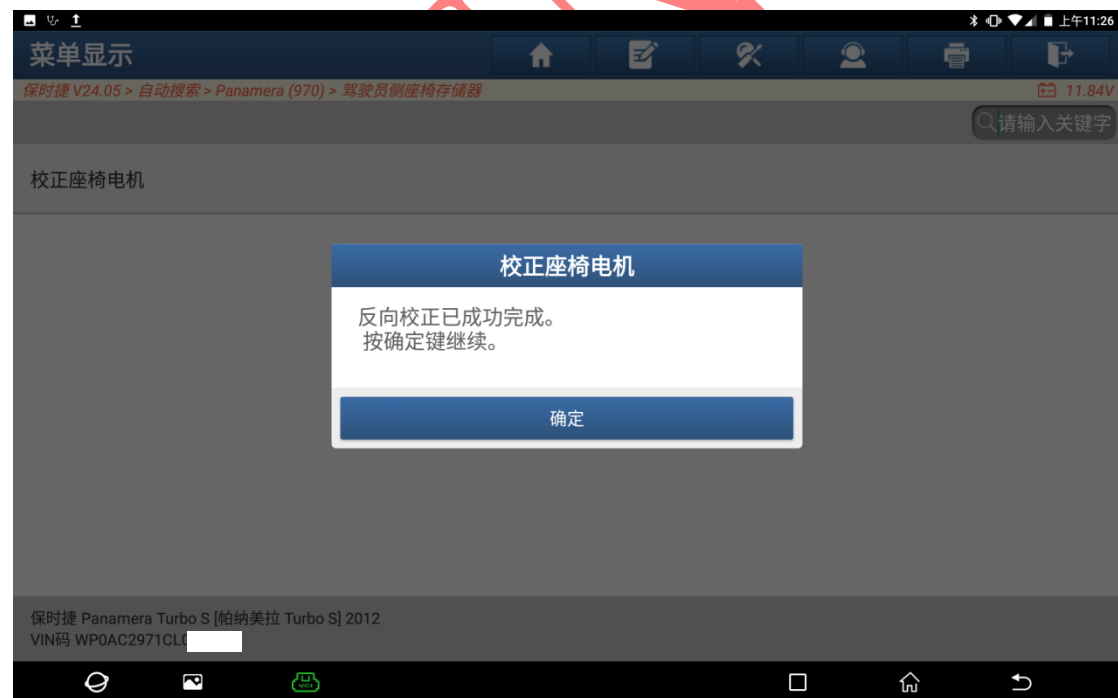 上午11:26
菜单显示
保时捷 V24.05 > 自动搜索 > Panamera (970) > 驾驶员侧座椅存储器
11.84V
请输入关键字
校正座椅电机
校正座椅电机
反向校正已成功完成。
按确定键继续。
确定
保时捷 Panamera Turbo S [帕纳美拉 Turbo S] 2012
VIN码 WP0AC2971CL
VCI